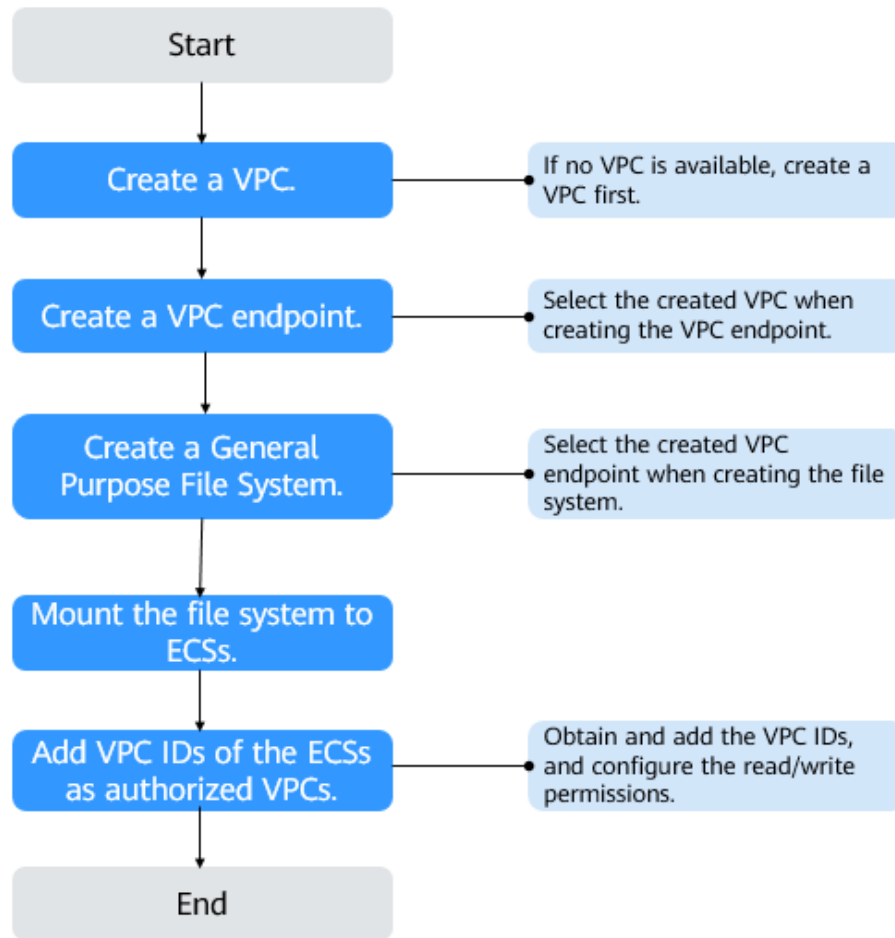 Start
Create a VPC.
If no VPC is available, create a
VPC first.
Create a VPC endpoint.
Select the created VPC when
creating the VPC endpoint.
Create a General
Purpose File System.
Select the created VPC
endpoint when creating the file
system.
Mount the file system to
ECSs.
Add VPC IDs of the ECSs
as authorized VPCs.
Obtain and add the VPC IDs,
and configure the read/write
permissions.
End